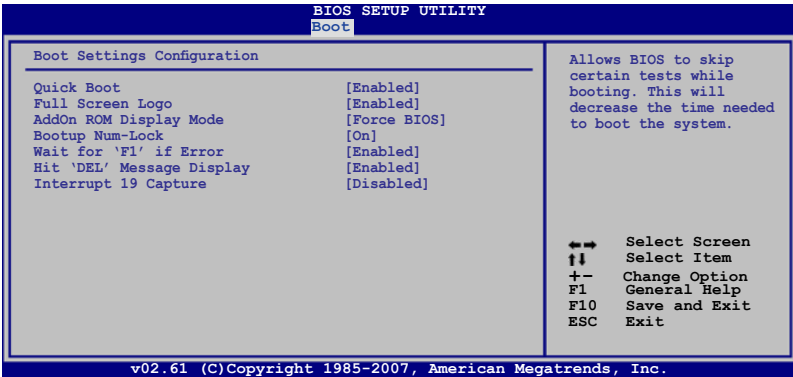 BIOS SETUP UTILITY
Boot
Boot Settings Configuration
Quick Boot [Enabled]
Full Screen Logo [Enabled]
AddOn ROM Display Mode [Force BIOS]
Bootup Num-Lock [On]
Wait for ‘F1’ if Error [Enabled]
Hit ‘DEL’ Message Display [Enabled]
Interrupt 19 Capture [Disabled]
Allows BIOS to skip
certain tests while
booting. This will
decrease the time needed
to boot the system.
←→ Select Screen
↑↓ Select Item
+- Change Option
F1 General Help
F10 Save and Exit
ESC Exit
v02.61 (C)Copyright 1985-2007, American Megatrends, Inc.